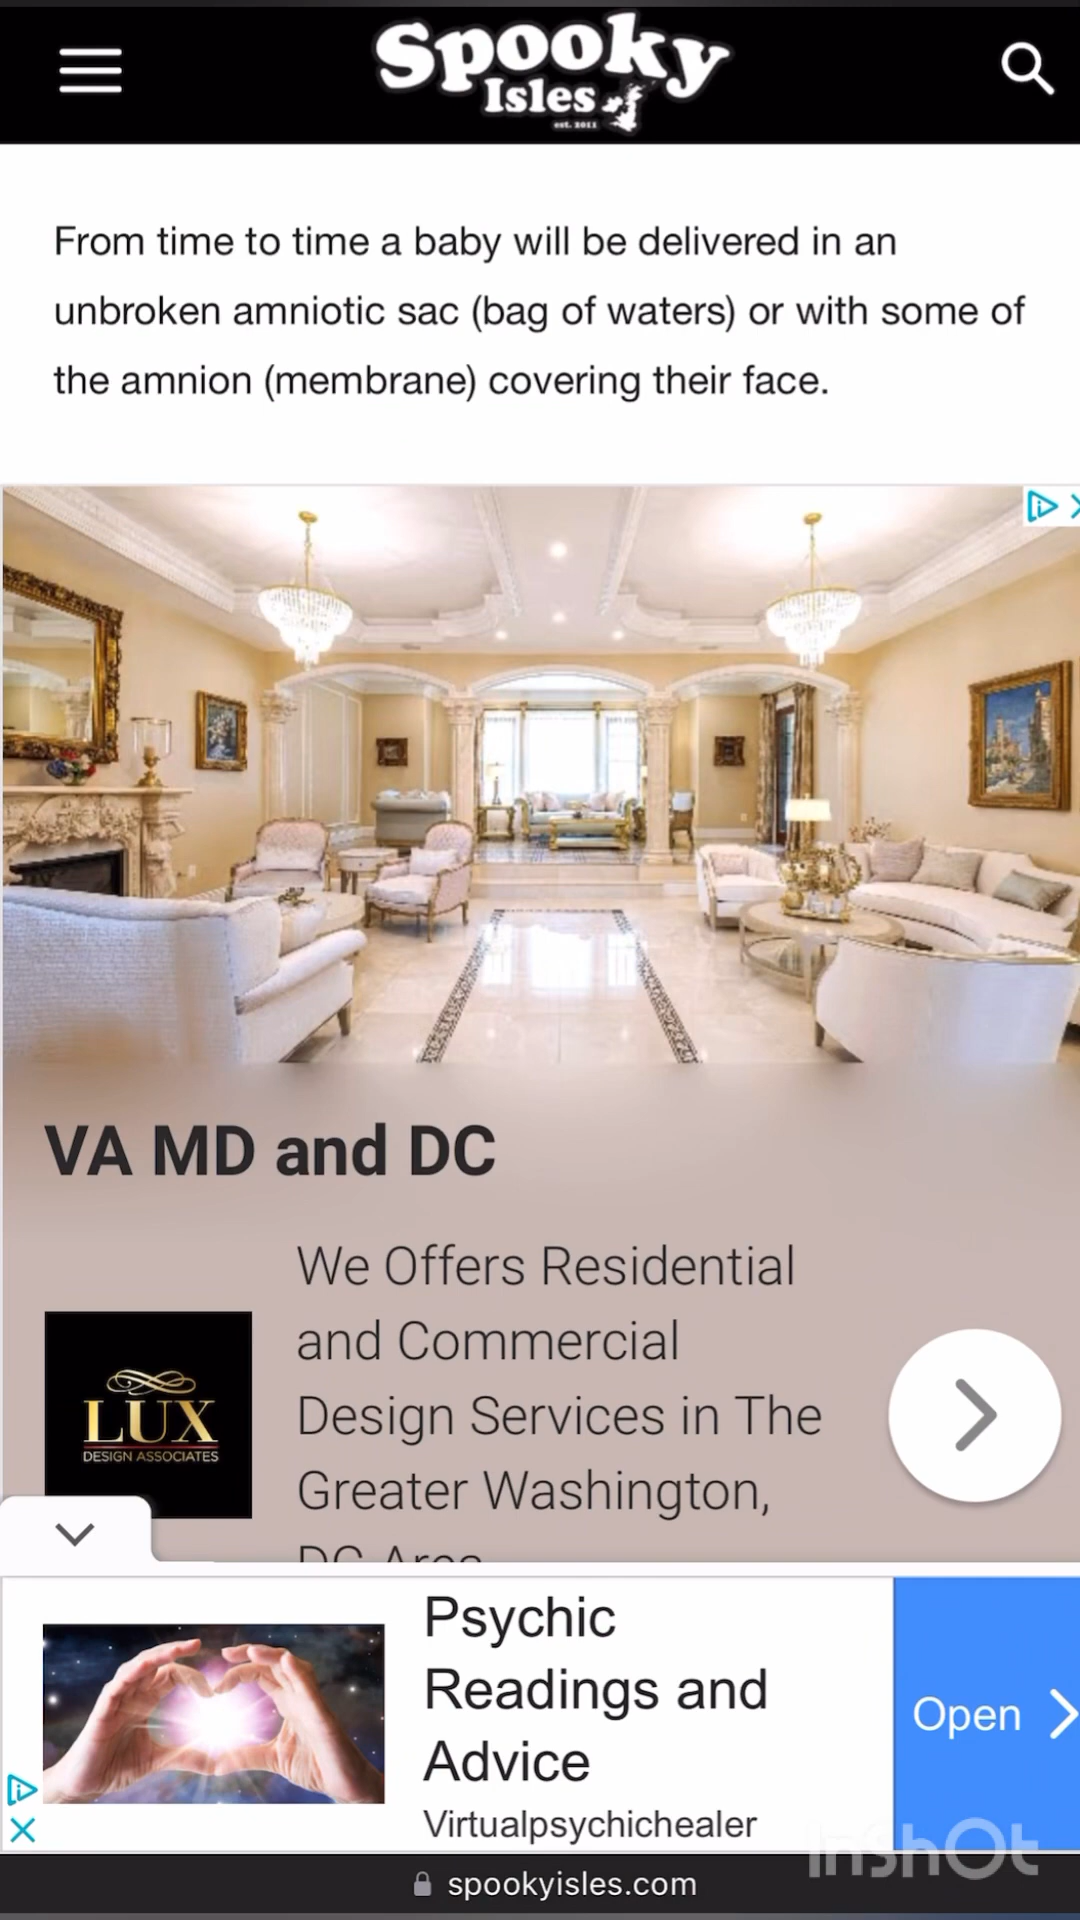 Spooky
Isles
est. 2011
From time to time a baby will be delivered in an
unbroken amniotic sac (bag of waters) or with some of
the amnion (membrane) covering their face.
VA MD and DC
We Offers Residential
and Commercial
Design Services in The
Greater Washington,
DC Area
LUX
DESIGN ASSOCIATES
Psychic
Readings and
Advice
Virtualpsychichealer
Open
InShOt
spookyisles.com